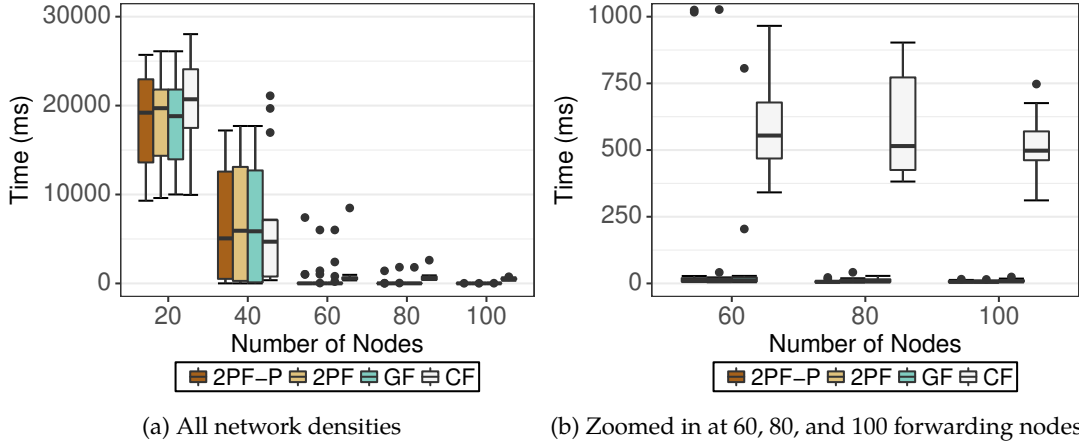 30000
20000
10000
0
Time (ms)
20 40 60 80 100
Number of Nodes
2PF−P 2PF GF CF
(a) All network densities
1000
750
500
250
0
Time (ms)
60 80 100
Number of Nodes
2PF−P 2PF GF CF
(b) Zoomed in at 60, 80, and 100 forwarding nodes